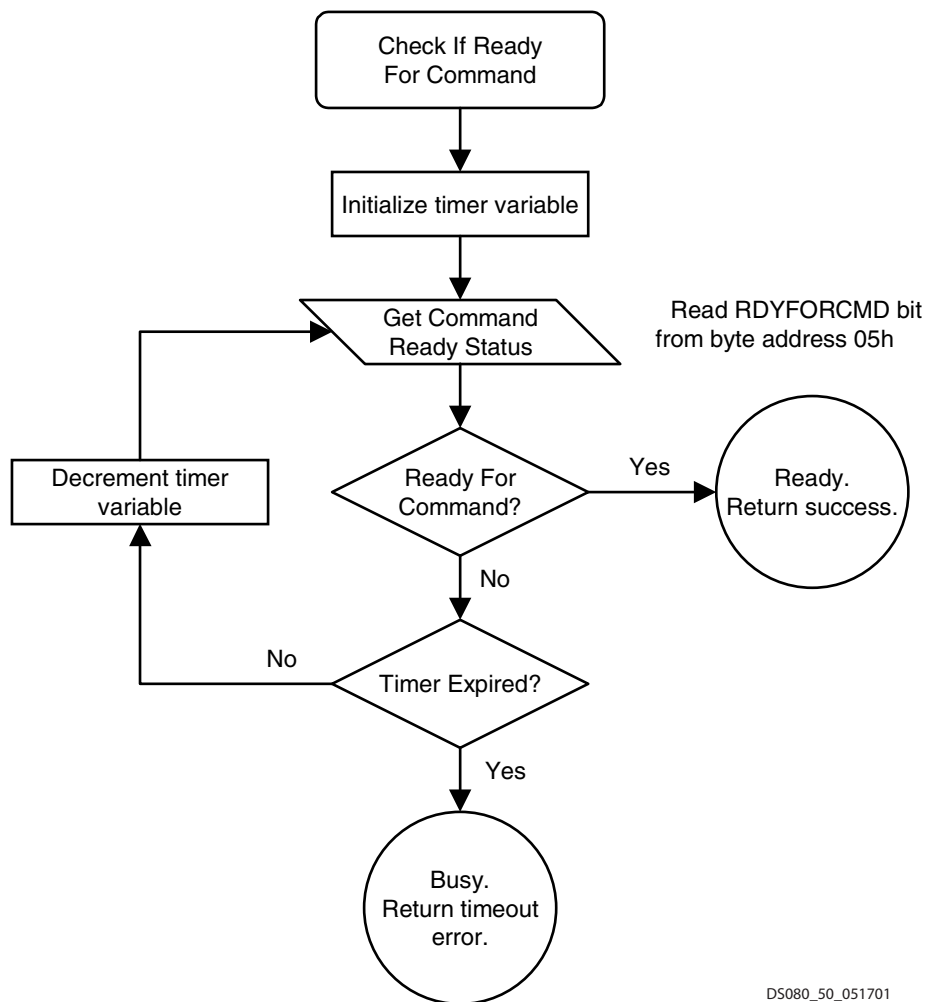 Check If Ready
For Command
Initialize timer variable
Get Command
Ready Status
Read RDYFORCMD bit
from byte address 05h
Decrement timer
variable
Ready For
Command?
Yes
Ready.
Return success.
No
No
Timer Expired?
Yes
Busy.
Return timeout
error.
DS080_50_051701